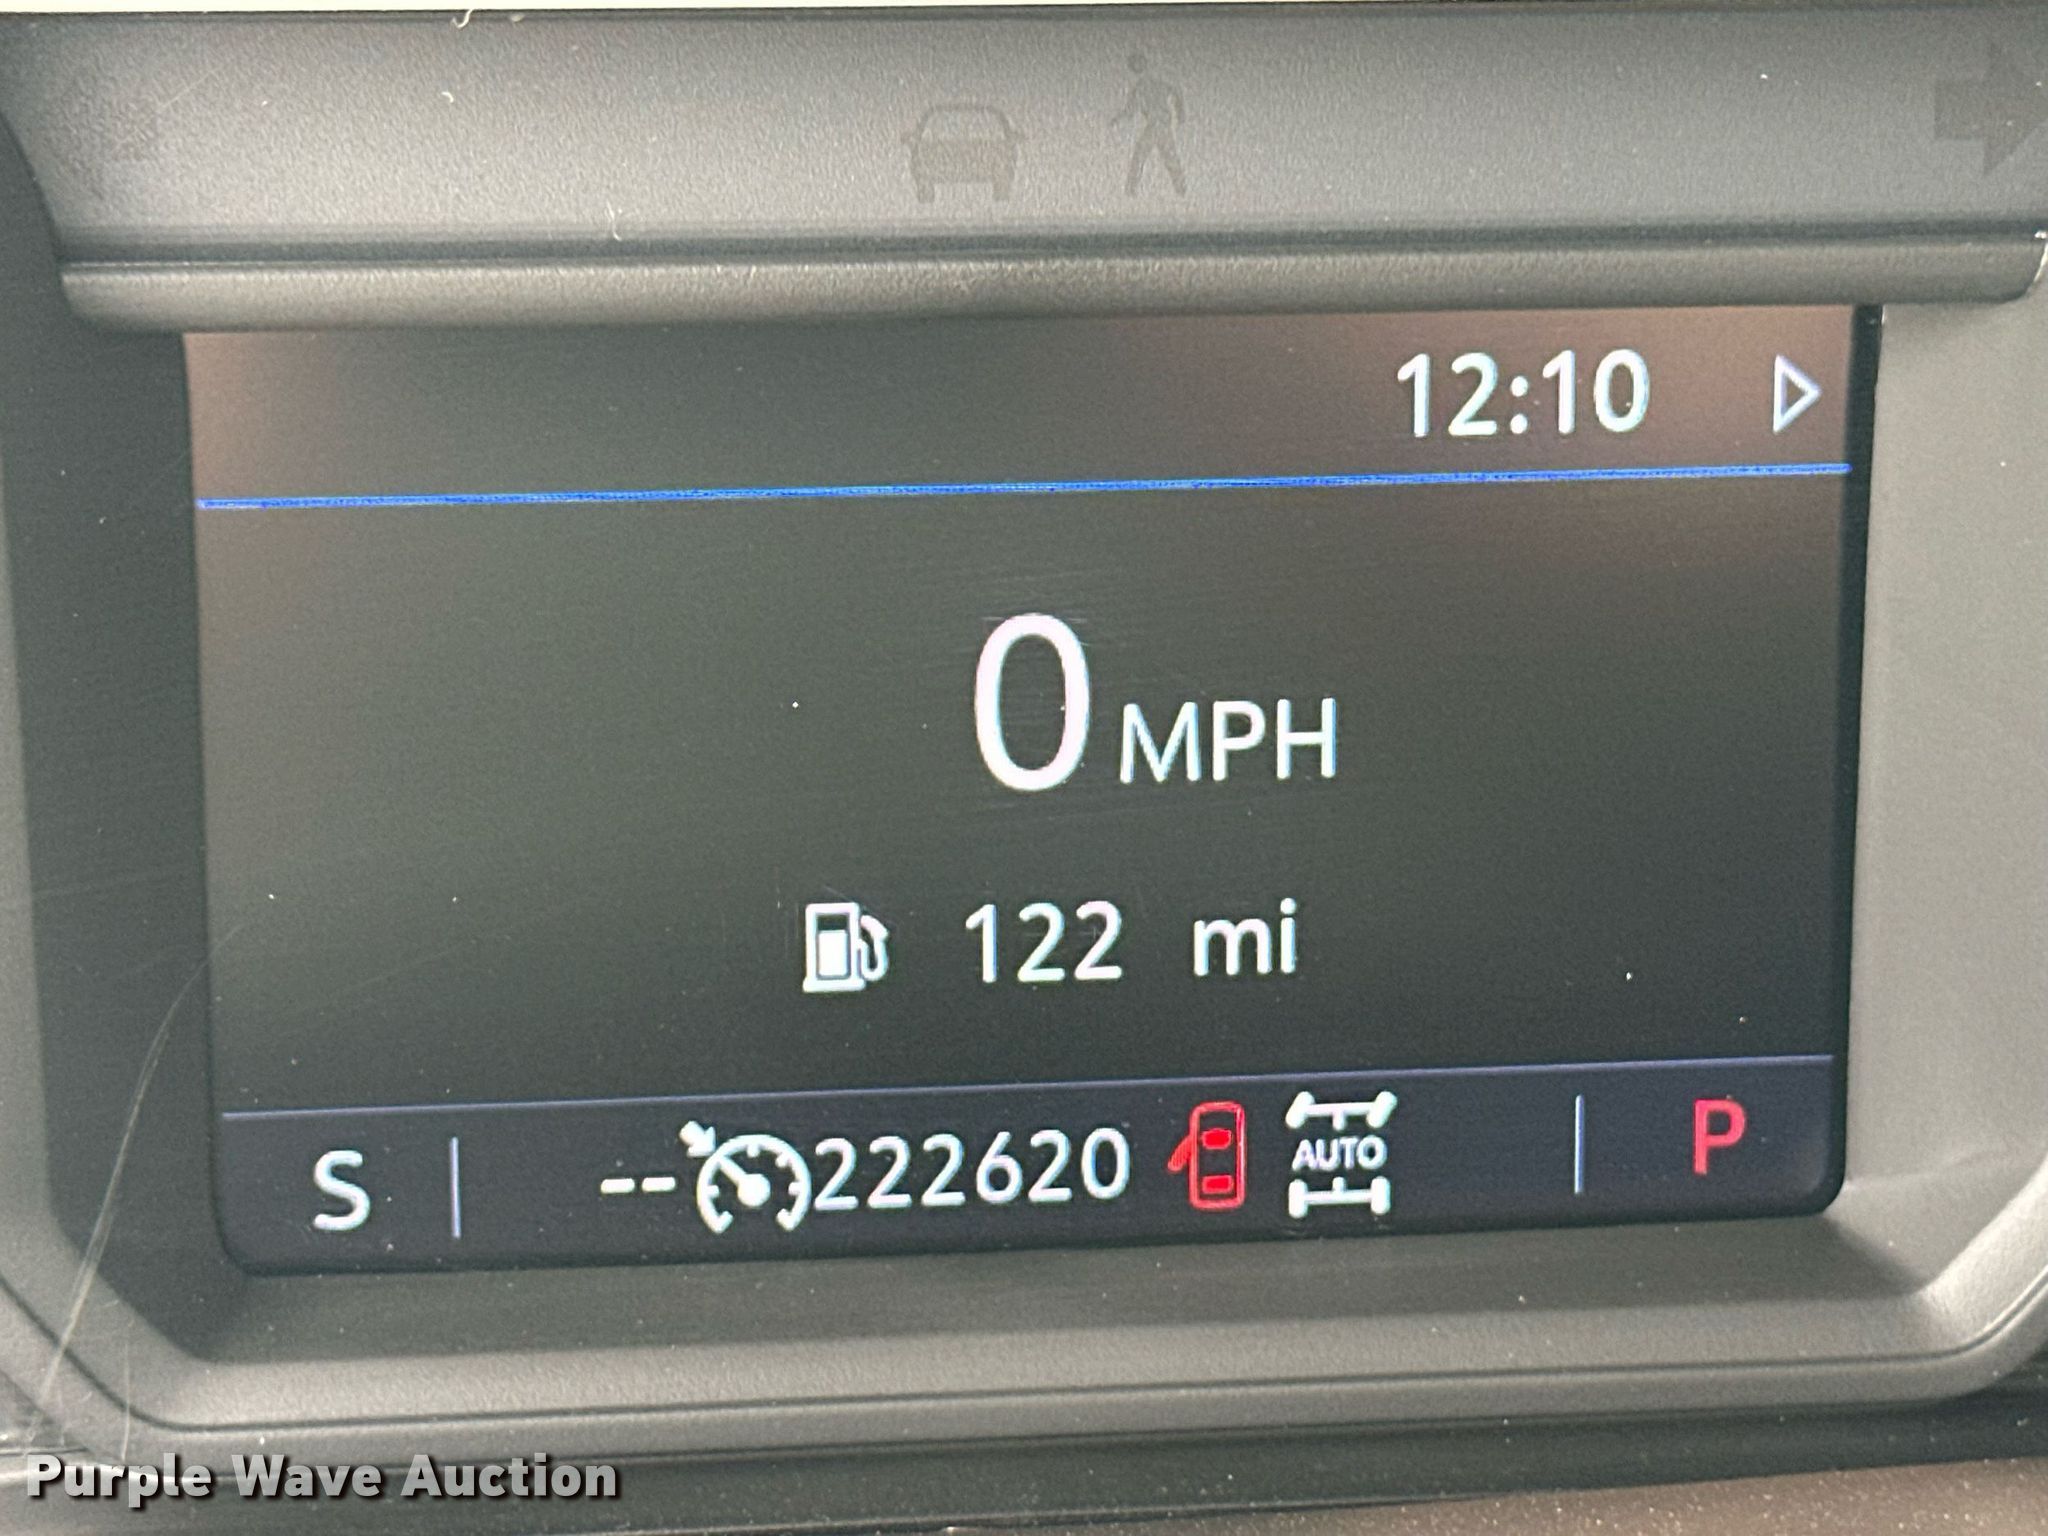 12:10
0 MPH
122 mi
S -- 222620 AUTO P
Purple Wave Auction